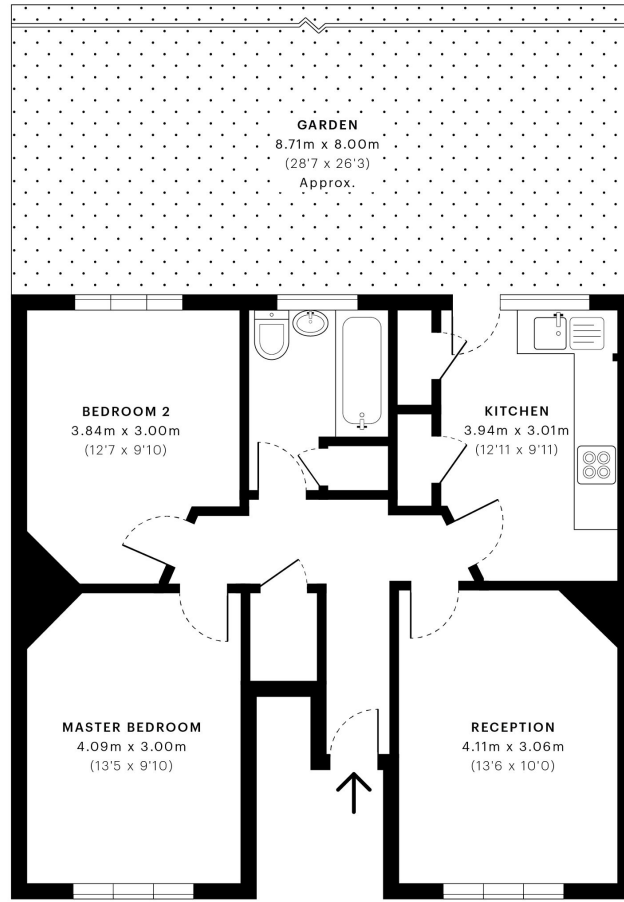 GARDEN
8.71m x 8.00m
(28'7 x 26'3)
Approx.
BEDROOM 2
3.84m x 3.00m
(12'7 x 9'10)
KITCHEN
3.94m x 3.01m
(12'11 x 9'11)
MASTER BEDROOM
4.09m x 3.00m
(13'5 x 9'10)
RECEPTION
4.11m x 3.06m
(13'6 x 10'0)